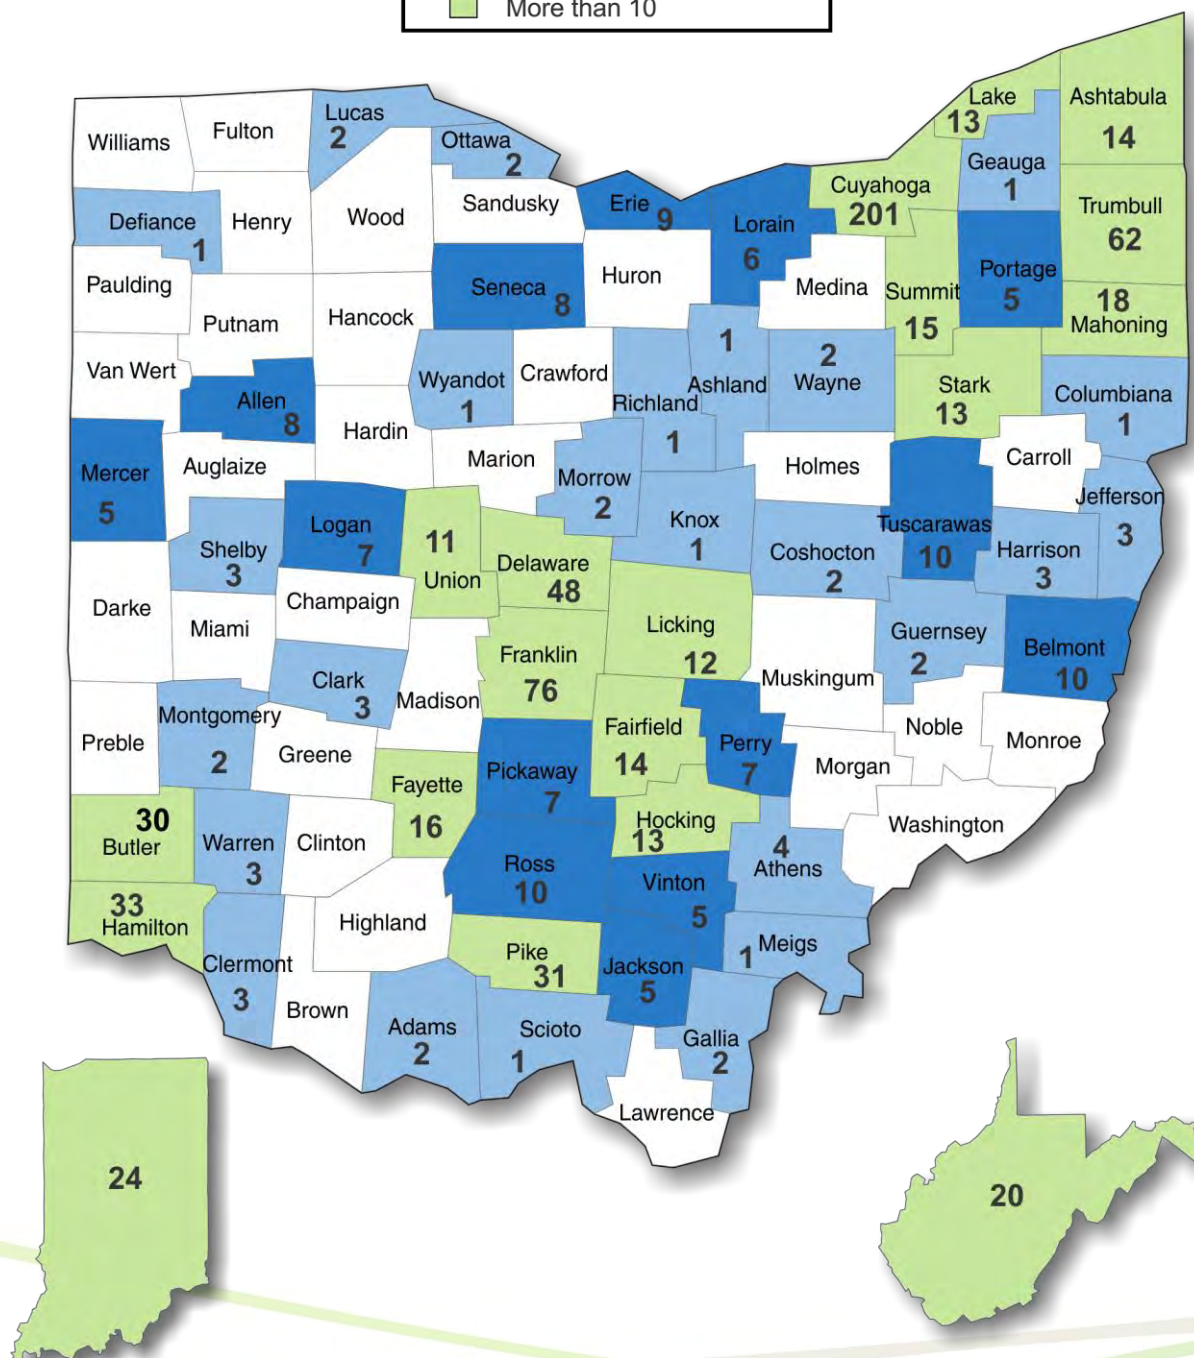 More than 10
Lake
13
Ashtabula
14
Williams
Fulton
Lucas
2
Ottawa
2
Geauga
1
Cuyahoga
201
Trumbull
62
Defiance
1
Henry
Wood
Sandusky
Erie 9
Lorain
6
Paulding
Putnam
Hancock
Seneca 8
Huron
Medina
Summit
15
Portage
5
18
Mahoning
Van Wert
Allen
8
Hardin
Wyandot
1
Crawford
Richland
1
1
Ashland
2
Wayne
Stark
13
Columbiana
1
Mercer
5
Auglaize
Marion
Morrow
2
Holmes
Carroll
Jefferson
3
Shelby
3
Logan
7
11
Union
Delaware
48
Knox
1
Coshocton
2
Tuscarawas
10
Harrison
3
Darke
Miami
Champaign
Licking
12
Guernsey
2
Belmont
10
Clark
3
Madison
Franklin
76
Muskingum
Noble
Monroe
Preble
Montgomery
2
Greene
Fayette
16
Pickaway
7
Fairfield
14
Perry
7
Morgan
Washington
30
Butler
Warren
3
Clinton
Ross
10
Hocking
13
Vinton
5
4
Athens
33
Hamilton
Clermont
3
Highland
Pike
31
Jackson
5
1 Meigs
Brown
Adams
2
Scioto
1
Gallia
2
Lawrence
24
20